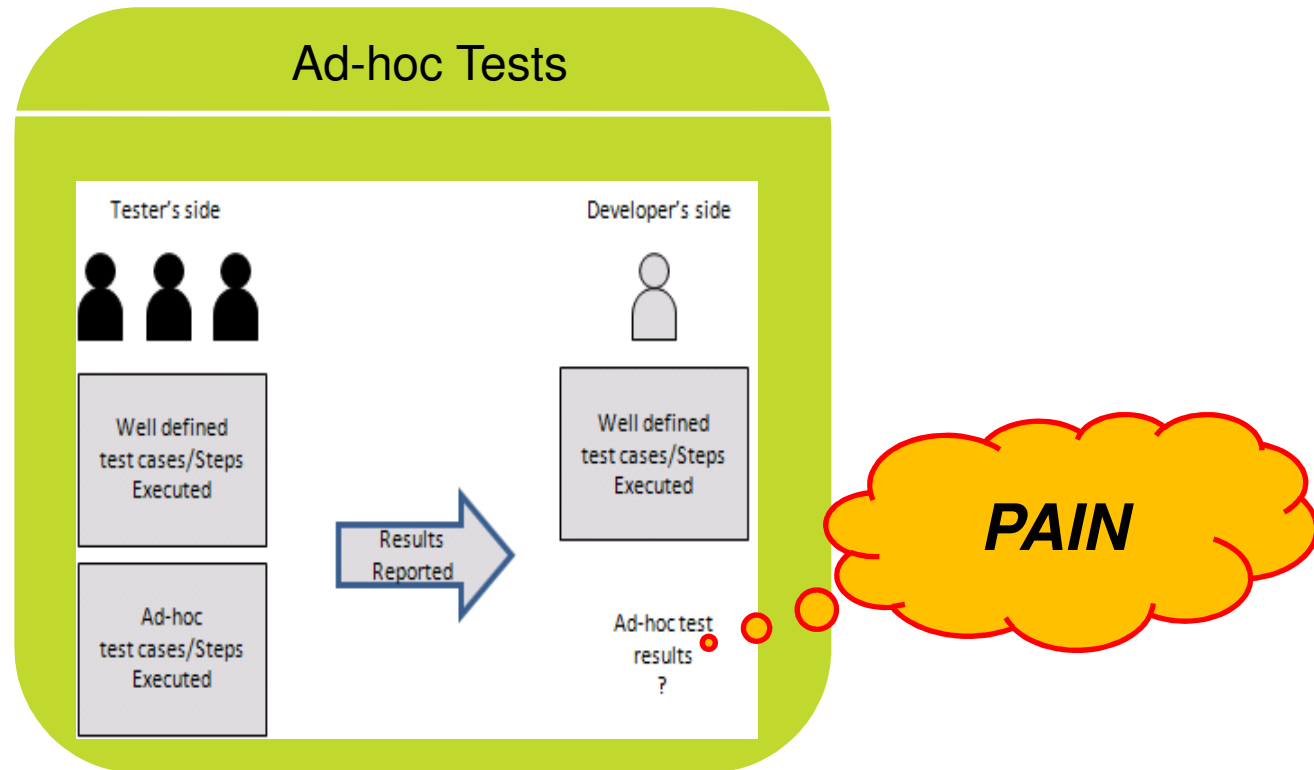 Ad-hoc Tests
Tester's side
Developer's side
Well defined
test cases/Steps
Executed
Ad-hoc
test cases/Steps
Executed
Results
Reported
Well defined
test cases/Steps
Executed
Ad-hoc test
results
?
PAIN